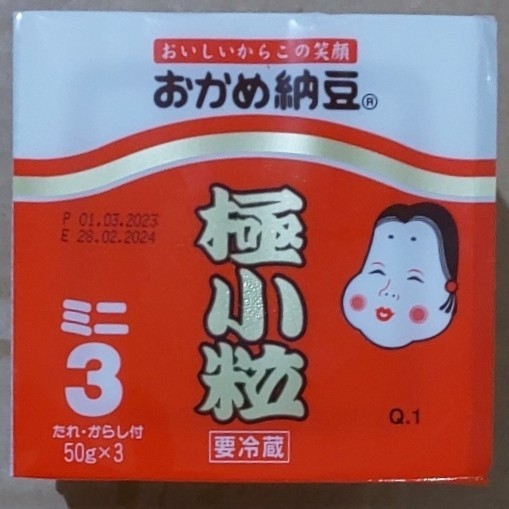 おいしいからこの笑顔
おかめ納豆®
P 01.03.2023
E 28.02.2024
極小粒
ミニ
3
たれ・からし付
50g×3
要冷蔵
Q.1